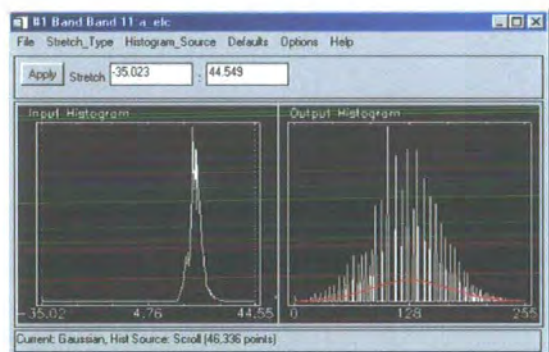 #1 Band Band 11:a_elc
File Stretch_Type Histogram_Source Defaults Options Help
Apply Stretch -35.023 : 44.549
Input Histogram Output Histogram
-35.02 4.76 44.55 0 128 255
Current: Gaussian, Hist Source: Scroll (46,336 points)